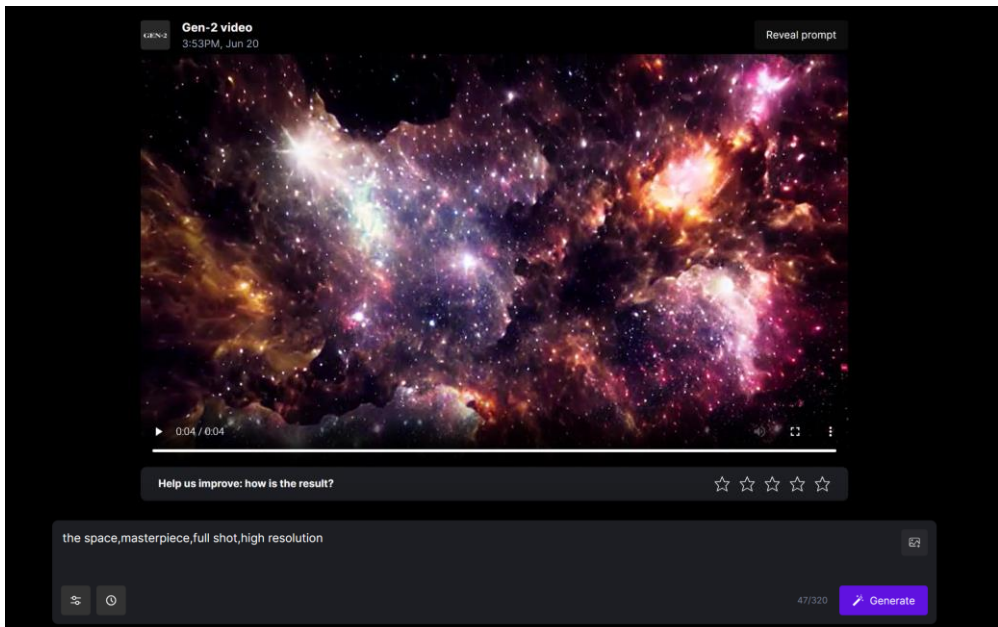 GEN-2
Gen-2 video
3:53PM, Jun 20
Reveal prompt
0:04 / 0:04
Help us improve: how is the result?
the space,masterpiece,full shot,high resolution
47/320
Generate